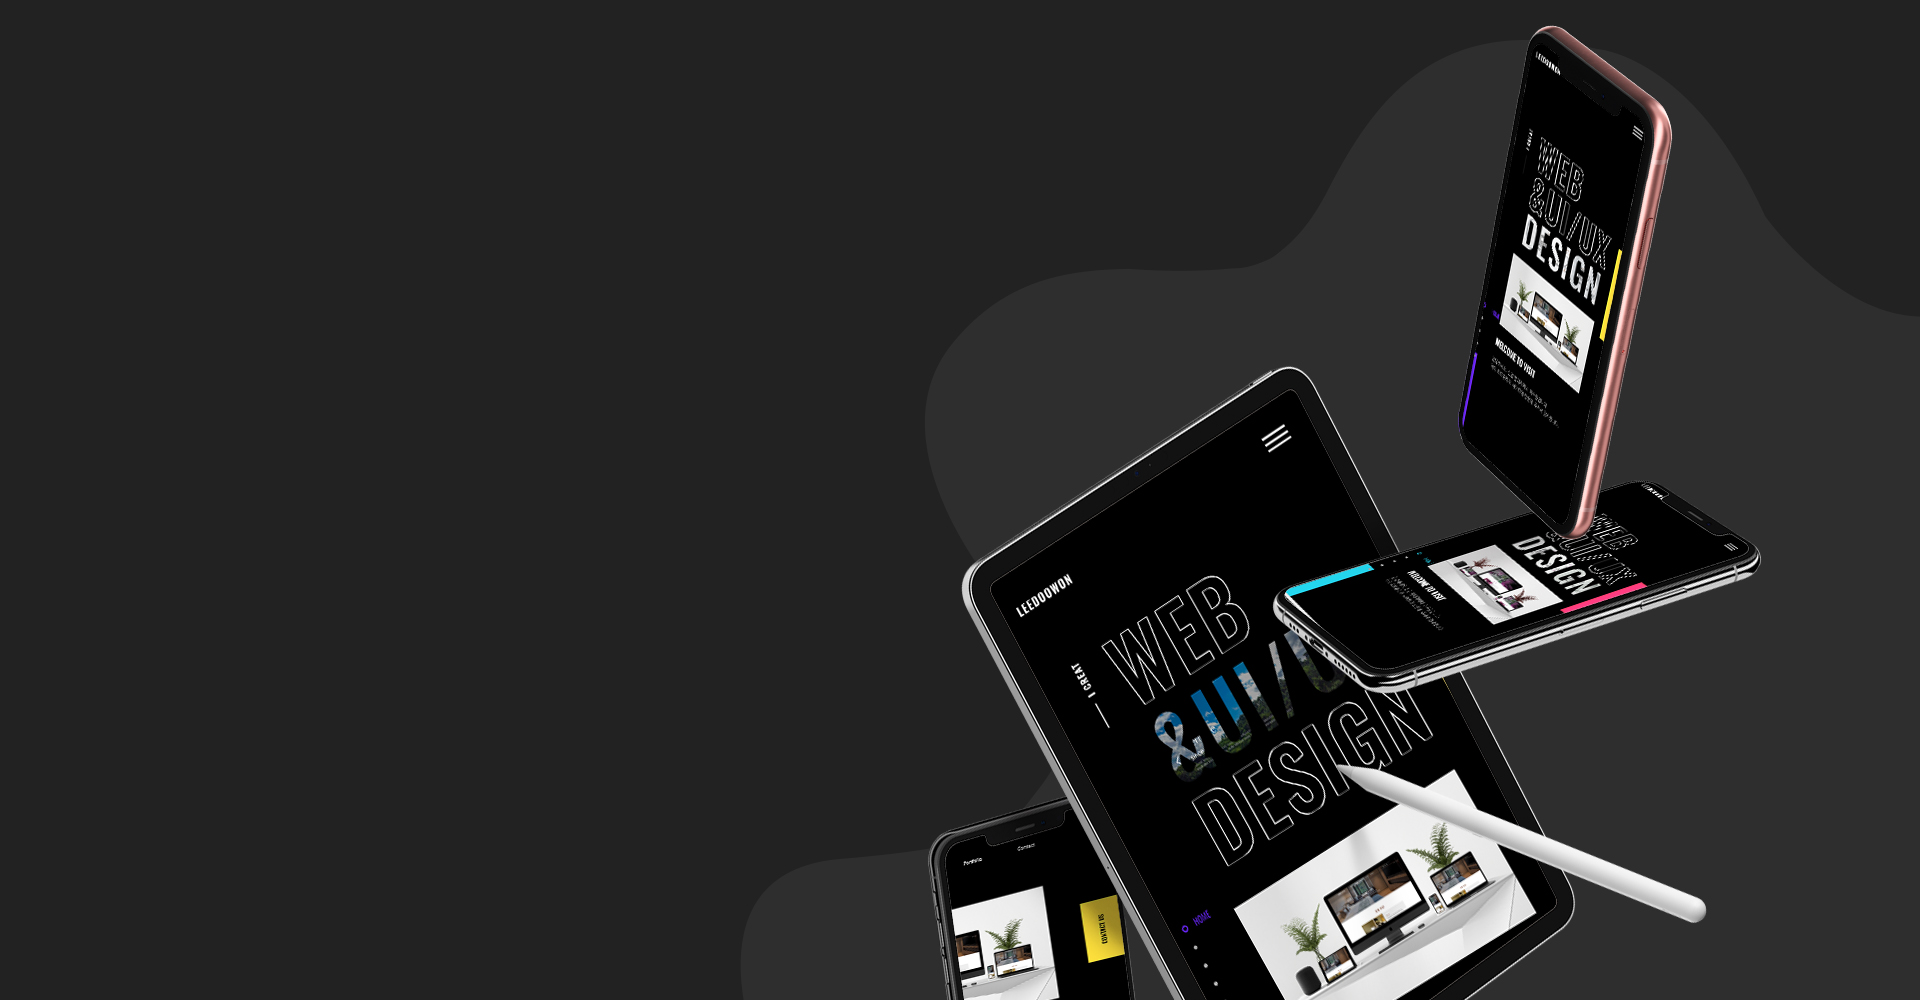 LEEDOOWON
WEB
&UI/UX
DESIGN
WELCOME TO VISIT
LEEDOOWON
I CREAT
WEB
&UI/U
DESIGN
HOME
WEB
&UI/UX
DESIGN
WELCOME TO VISIT
Portfolio
Contact
CONTACT US